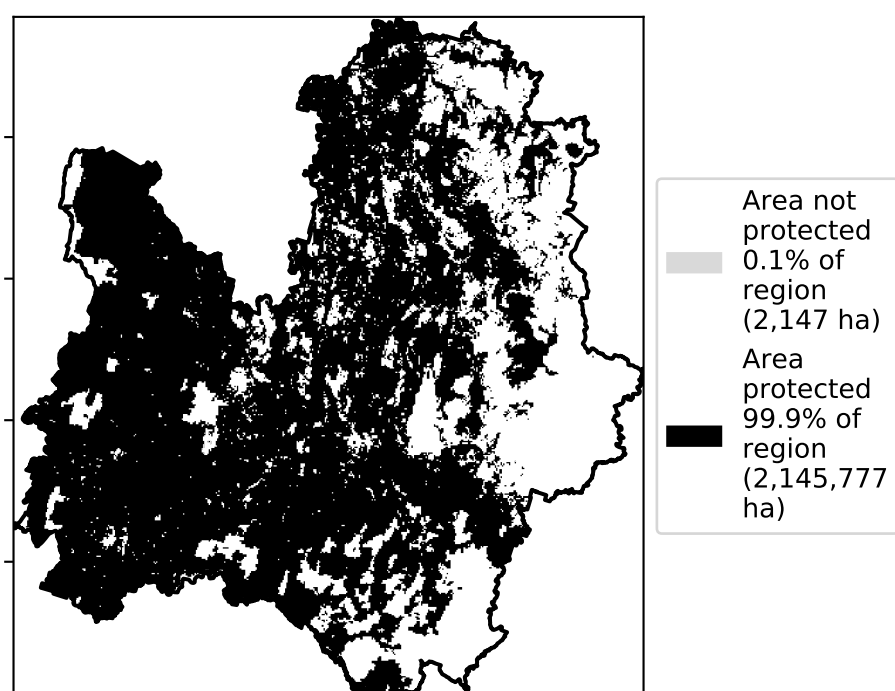 Area not
protected
0.1% of
region
(2,147 ha)
Area
protected
99.9% of
region
(2,145,777
ha)